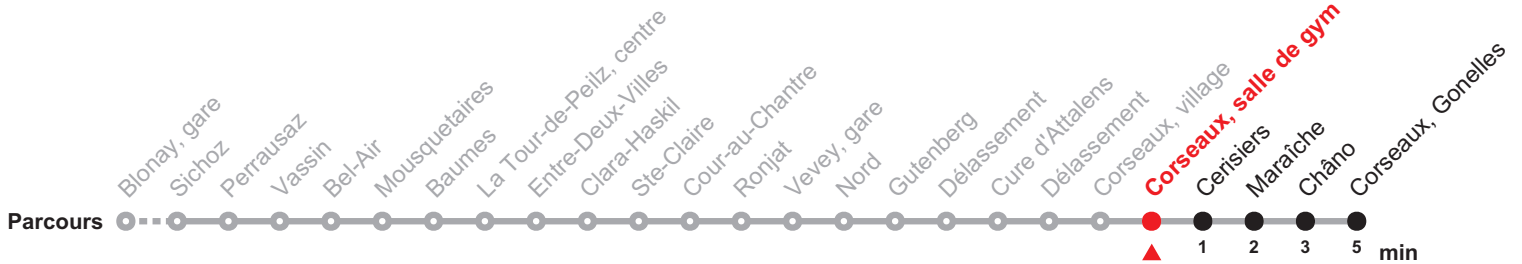 Blonay, gare
Sichoz
Perrausaz
Vassin
Bel-Air
Mousquetaires
Baumes
La Tour-de-Peilz, centre
Entre-Deux-Villes
Clara-Haskil
Ste-Claire
Cour-au-Chantre
Ronjat
Vevey, gare
Nord
Gutenberg
Délassement
Cure d'Attalens
Délassement
Corseaux, village
Corseaux, salle de gym
Cerisiers
Maraîche
Châno
Corseaux, Gonelles
Parcours
1 2 3 5 min